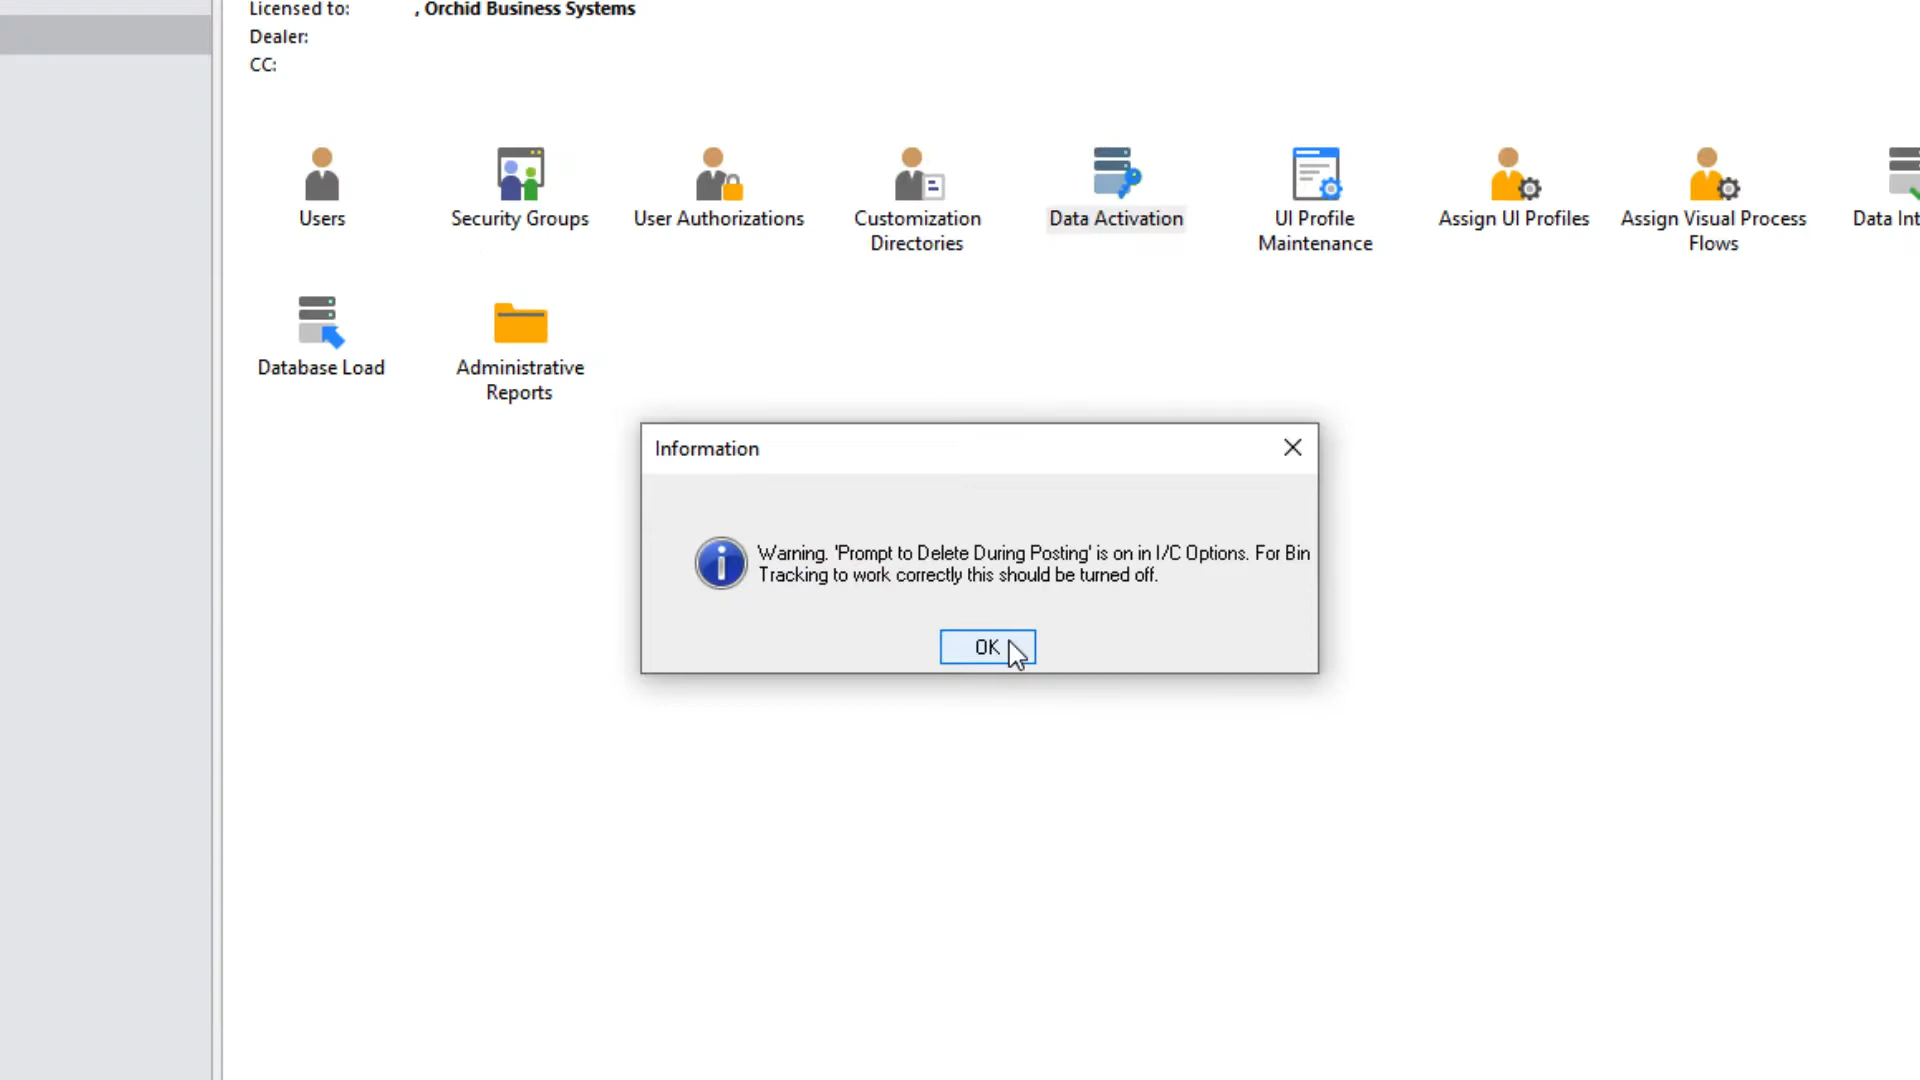 Licensed to: , Orchid Business Systems
Dealer:
CC:
Users
Security Groups
User Authorizations
Customization
Directories
Data Activation
UI Profile
Maintenance
Assign UI Profiles
Assign Visual Process
Flows
Data Int
Database Load
Administrative
Reports
Information
Warning. 'Prompt to Delete During Posting' is on in I/C Options. For Bin
Tracking to work correctly this should be turned off.
OK